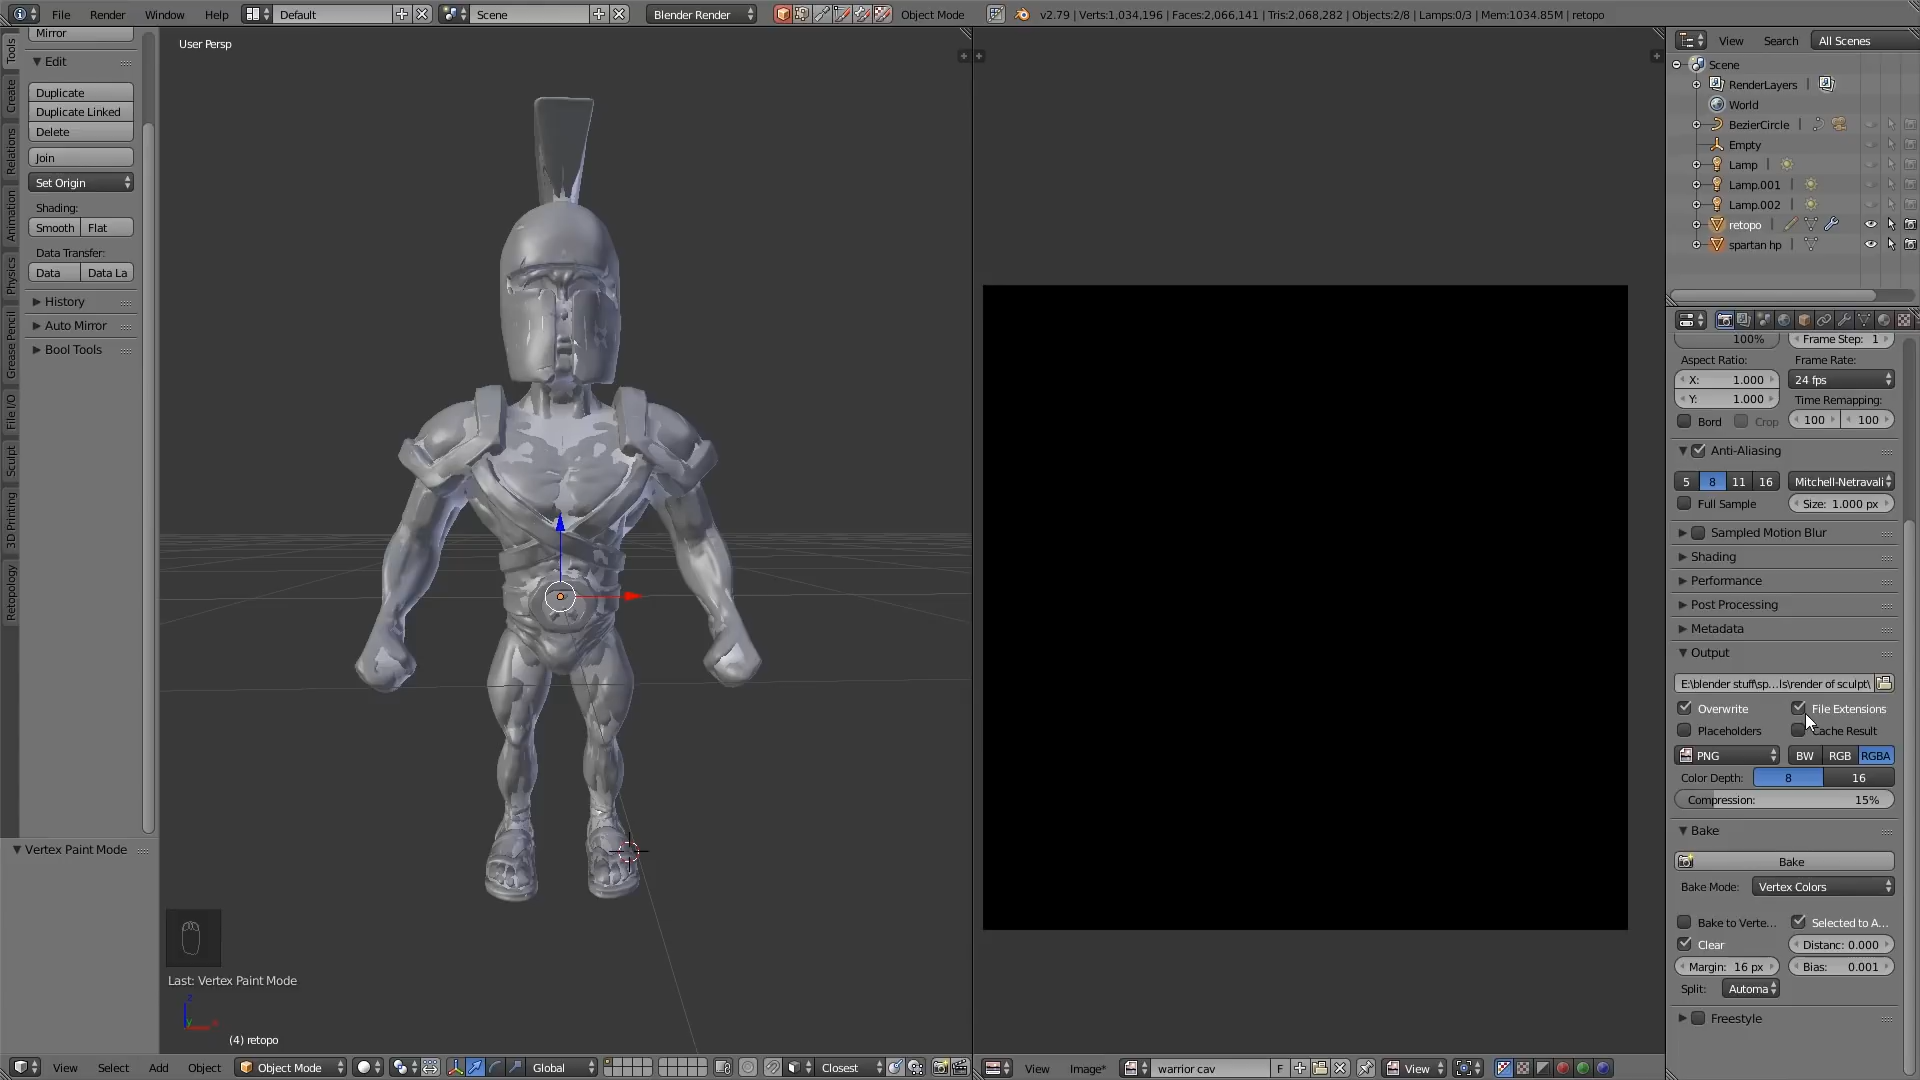 File Render Window Help Default Scene Blender Render Object Mode v2.79 | Verts:1,034,196 | Faces:2,066,141 | Tris:2,068,282 | Objects:2/8 | Lamps:0/3 | Mem:1034.85M | retopo
Tools
Create
Relations
Animation
Physics
Grease Pencil
File I/O
Sculpt
3D Printing
Retopology
Mirror
Edit
Duplicate
Duplicate Linked
Delete
Join
Set Origin
Shading:
Smooth Flat
Data Transfer:
Data Data La
History
Auto Mirror
Bool Tools
Vertex Paint Mode
User Persp
Last: Vertex Paint Mode
(4) retopo
View Select Add Object Object Mode Global Closest
View Image* warrior cav F View
View Search All Scenes
Scene
RenderLayers |
World
BezierCircle |
Empty
Lamp |
Lamp.001 |
Lamp.002 |
retopo |
spartan hp |
100% Frame Step: 1
Aspect Ratio: Frame Rate:
X: 1.000 24 fps
Y: 1.000 Time Remapping:
Bord Crop 100 100
Anti-Aliasing
5 8 11 16 Mitchell-Netravali
Full Sample Size: 1.000 px
Sampled Motion Blur
Shading
Performance
Post Processing
Metadata
Output
E:\blender stuff\sp...ls\render of sculpt\
Overwrite File Extensions
Placeholders Cache Result
PNG BW RGB RGBA
Color Depth: 8 16
Compression: 15%
Bake
Bake
Bake Mode: Vertex Colors
Bake to Verte... Selected to A...
Clear Distanc: 0.000
Margin: 16 px Bias: 0.001
Split: Automa
Freestyle